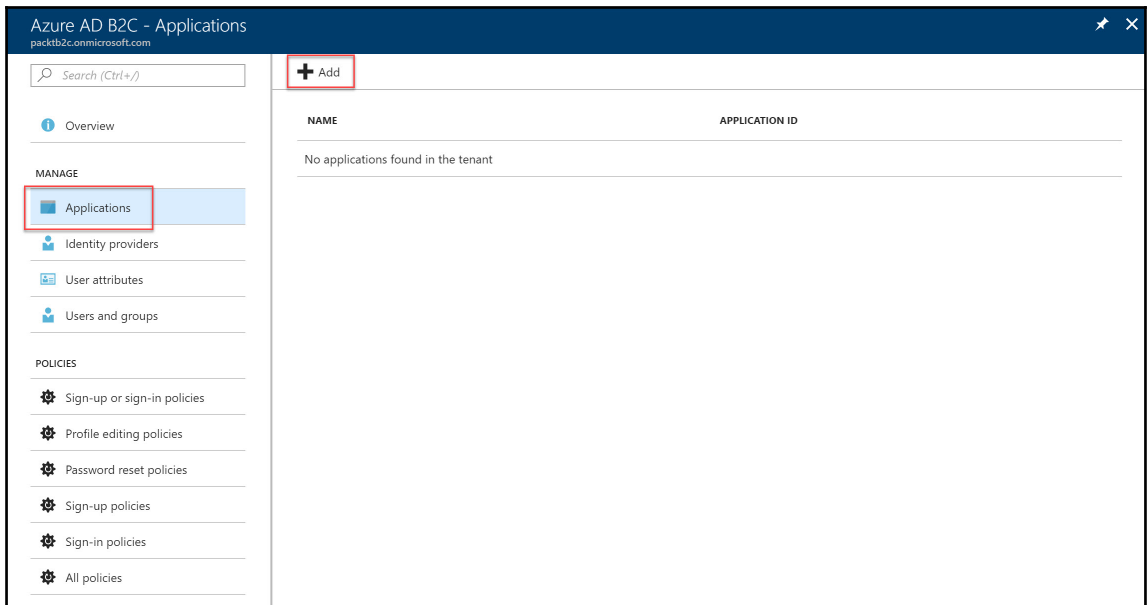 Azure AD B2C - Applications
packtb2c.onmicrosoft.com
Search (Ctrl+/)
Overview
MANAGE
Applications
Identity providers
User attributes
Users and groups
POLICIES
Sign-up or sign-in policies
Profile editing policies
Password reset policies
Sign-up policies
Sign-in policies
All policies
Add
NAME APPLICATION ID
No applications found in the tenant